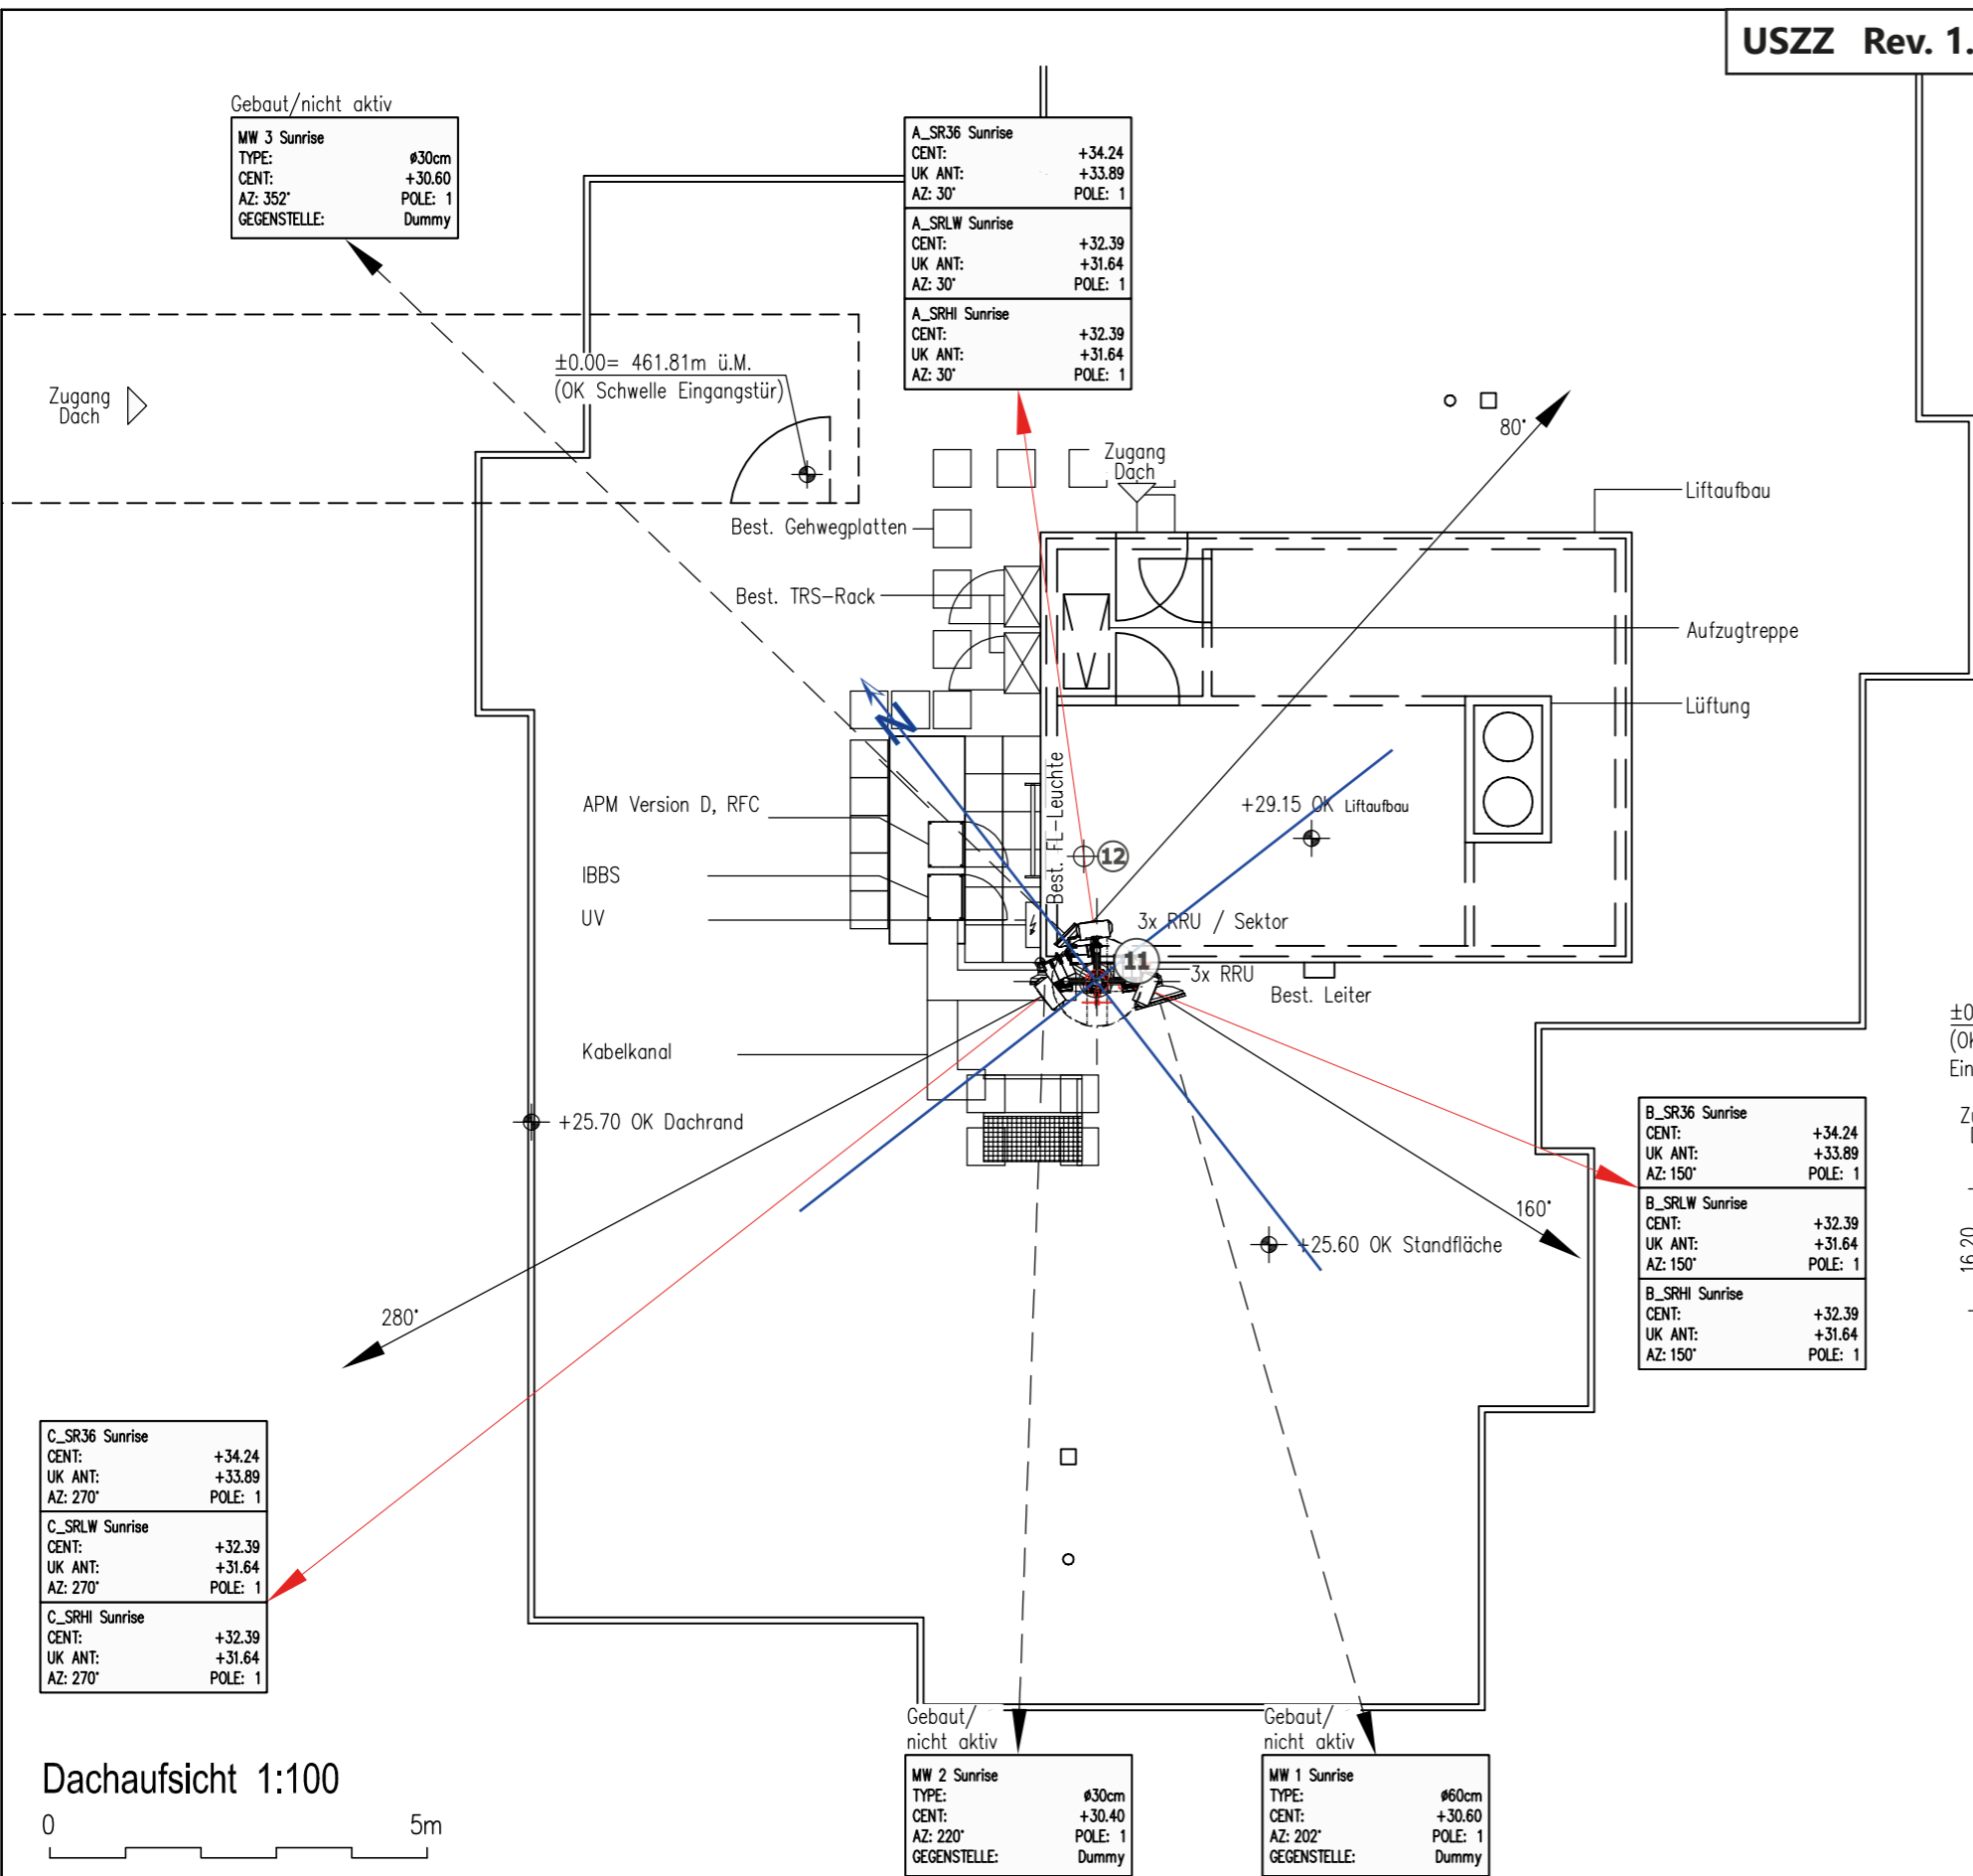 USZZ Rev. 1.
Gebaut/nicht aktiv
MW 3 Sunrise
TYPE: ø30cm
CENT: +30.60
AZ: 352° POLE: 1
GEGENSTELLE: Dummy
A_SR36 Sunrise
CENT: +34.24
UK ANT: +33.89
AZ: 30° POLE: 1
A_SRLW Sunrise
CENT: +32.39
UK ANT: +31.64
AZ: 30° POLE: 1
A_SRHI Sunrise
CENT: +32.39
UK ANT: +31.64
AZ: 30° POLE: 1
±0.00= 461.81m ü.M.
(OK Schwelle Eingangstür)
Zugang
Dach
80°
Zugang
Dach
Liftaufbau
Best. Gehwegplatten
Best. TRS-Rack
Aufzugtreppe
Lüftung
N
Best. FL-Leuchte
APM Version D, RFC
+29.15 OK Liftaufbau
12
IBBS
UV
3x RRU / Sektor
11
3x RRU
Best. Leiter
Kabelkanal
+25.70 OK Dachrand
B_SR36 Sunrise
CENT: +34.24
UK ANT: +33.89
AZ: 150° POLE: 1
B_SRLW Sunrise
CENT: +32.39
UK ANT: +31.64
AZ: 150° POLE: 1
B_SRHI Sunrise
CENT: +32.39
UK ANT: +31.64
AZ: 150° POLE: 1
±0
(OK
Ein
16.20
160°
+25.60 OK Standfläche
280°
C_SR36 Sunrise
CENT: +34.24
UK ANT: +33.89
AZ: 270° POLE: 1
C_SRLW Sunrise
CENT: +32.39
UK ANT: +31.64
AZ: 270° POLE: 1
C_SRHI Sunrise
CENT: +32.39
UK ANT: +31.64
AZ: 270° POLE: 1
Gebaut/
nicht aktiv
MW 2 Sunrise
TYPE: ø30cm
CENT: +30.40
AZ: 220° POLE: 1
GEGENSTELLE: Dummy
Gebaut/
nicht aktiv
MW 1 Sunrise
TYPE: ø60cm
CENT: +30.60
AZ: 202° POLE: 1
GEGENSTELLE: Dummy
Dachaufsicht 1:100
0 5m